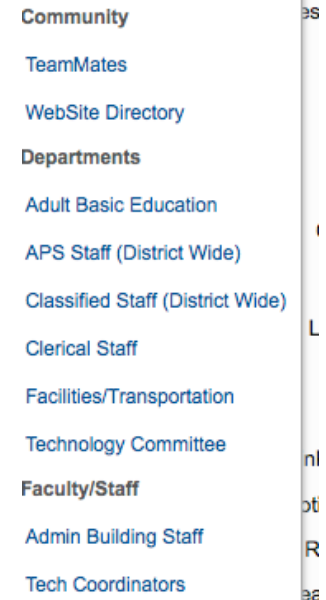 Community
TeamMates
WebSite Directory
Departments
Adult Basic Education
APS Staff (District Wide)
Classified Staff (District Wide)
Clerical Staff
Facilities/Transportation
Technology Committee
Faculty/Staff
Admin Building Staff
Tech Coordinators